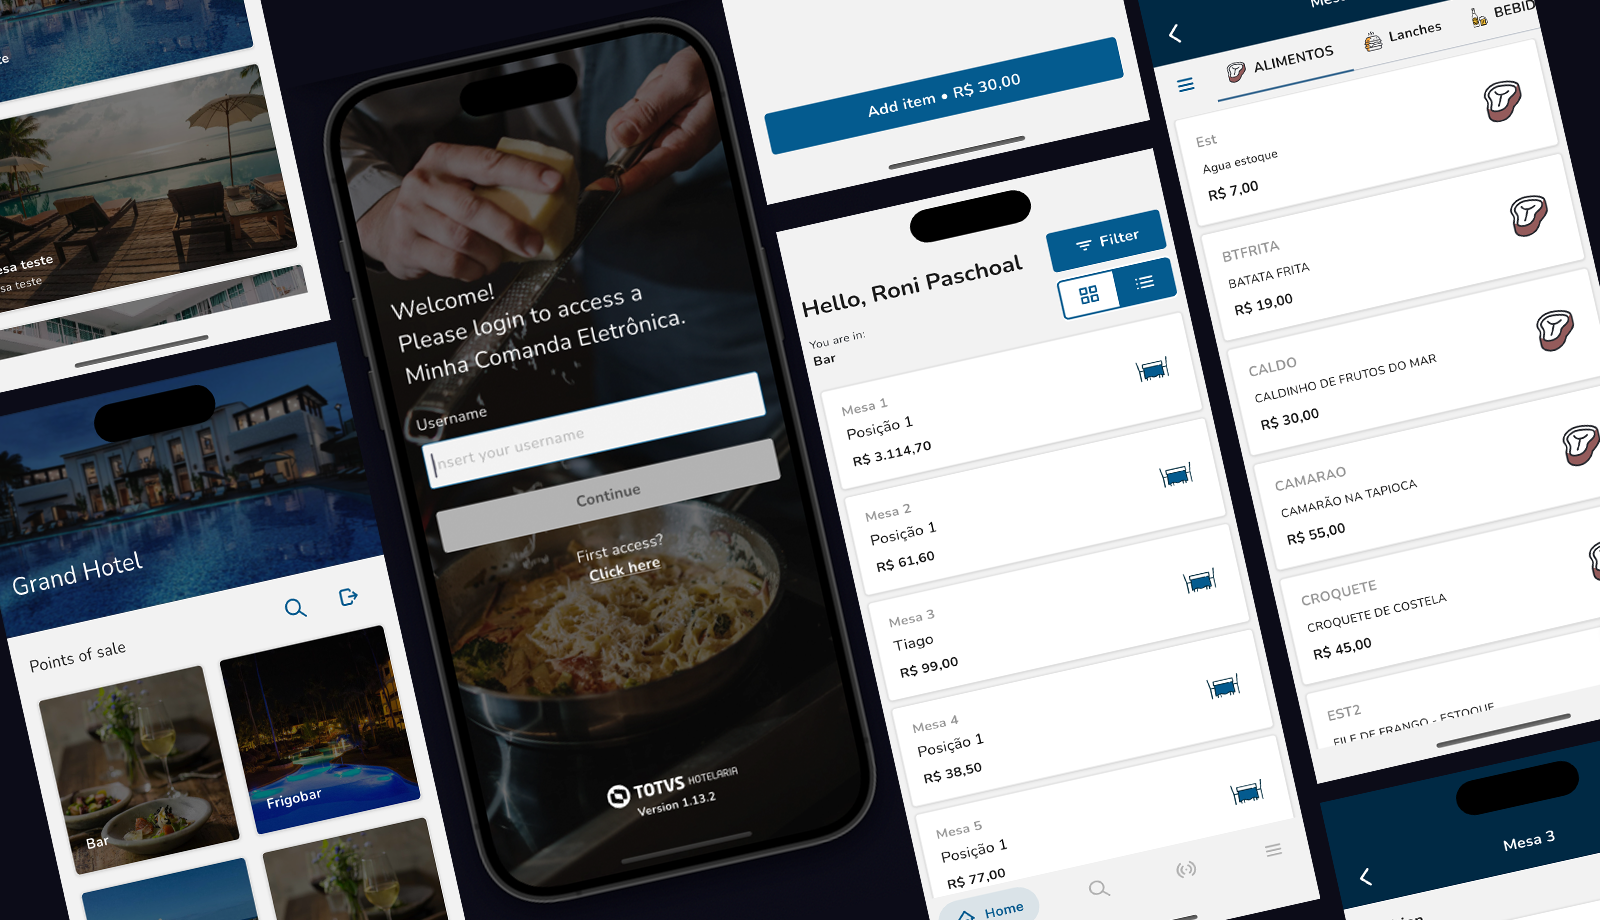 esa teste
sa teste
Grand Hotel
Points of sale
Bar
Frigobar
Welcome!
Please login to access a
Minha Comanda Eletrônica.
Username
Insert your username
Continue
First access?
Click here
TOTVS HOTELARIA
Version 1.13.2
Add item • R$ 30,00
Filter
Hello, Roni Paschoal
You are in:
Bar
Mesa 1
Posição 1
R$ 3.114,70
Mesa 2
Posição 1
R$ 61,60
Mesa 3
Tiago
R$ 99,00
Mesa 4
Posição 1
R$ 38,50
Mesa 5
Posição 1
R$ 77,00
Home
ALIMENTOS
Lanches
BEBID
Est
Agua estoque
R$ 7,00
BTFRITA
BATATA FRITA
R$ 19,00
CALDO
CALDINHO DE FRUTOS DO MAR
R$ 30,00
CAMARAO
CAMARÃO NA TAPIOCA
R$ 55,00
CROQUETE
CROQUETE DE COSTELA
R$ 45,00
EST2
FILE DE FRANGO - ESTOQUE
Mesa 3